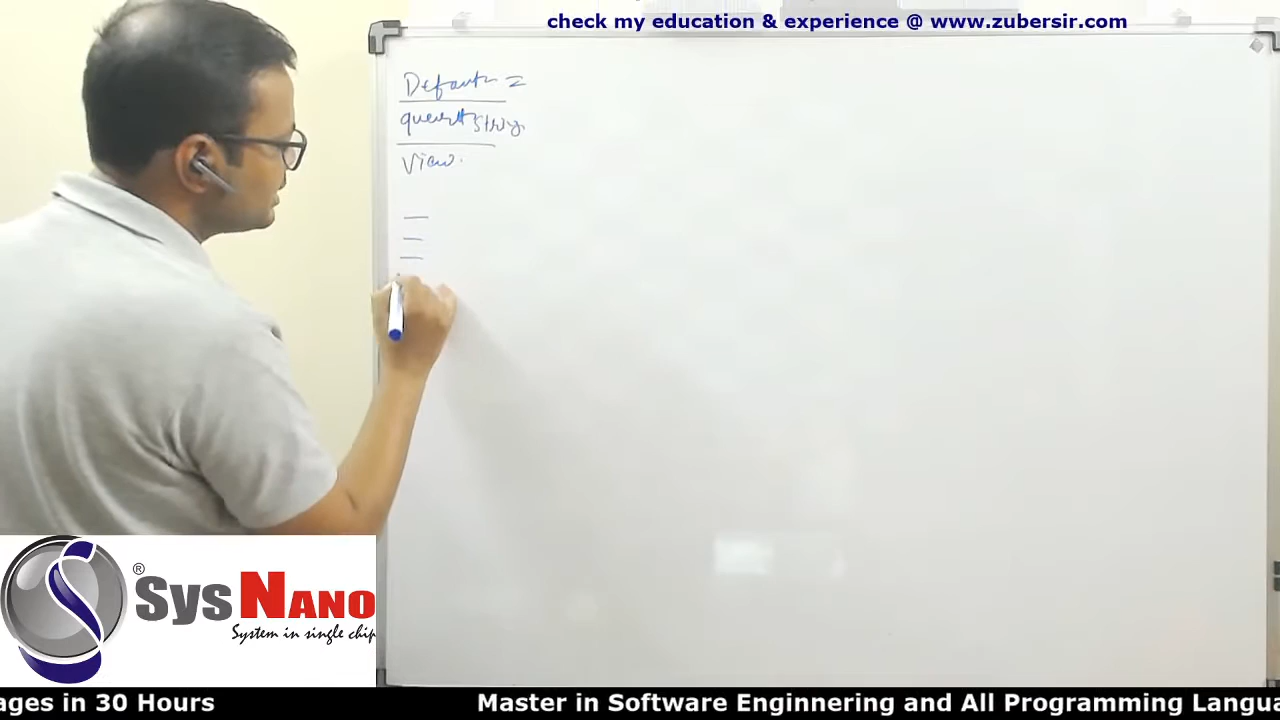 check my education & experience @ www.zubersir.com
Default =
query string
View.
® Sys Nano
System in single chip
ages in 30 Hours
Master in Software Enginnering and All Programming Langua